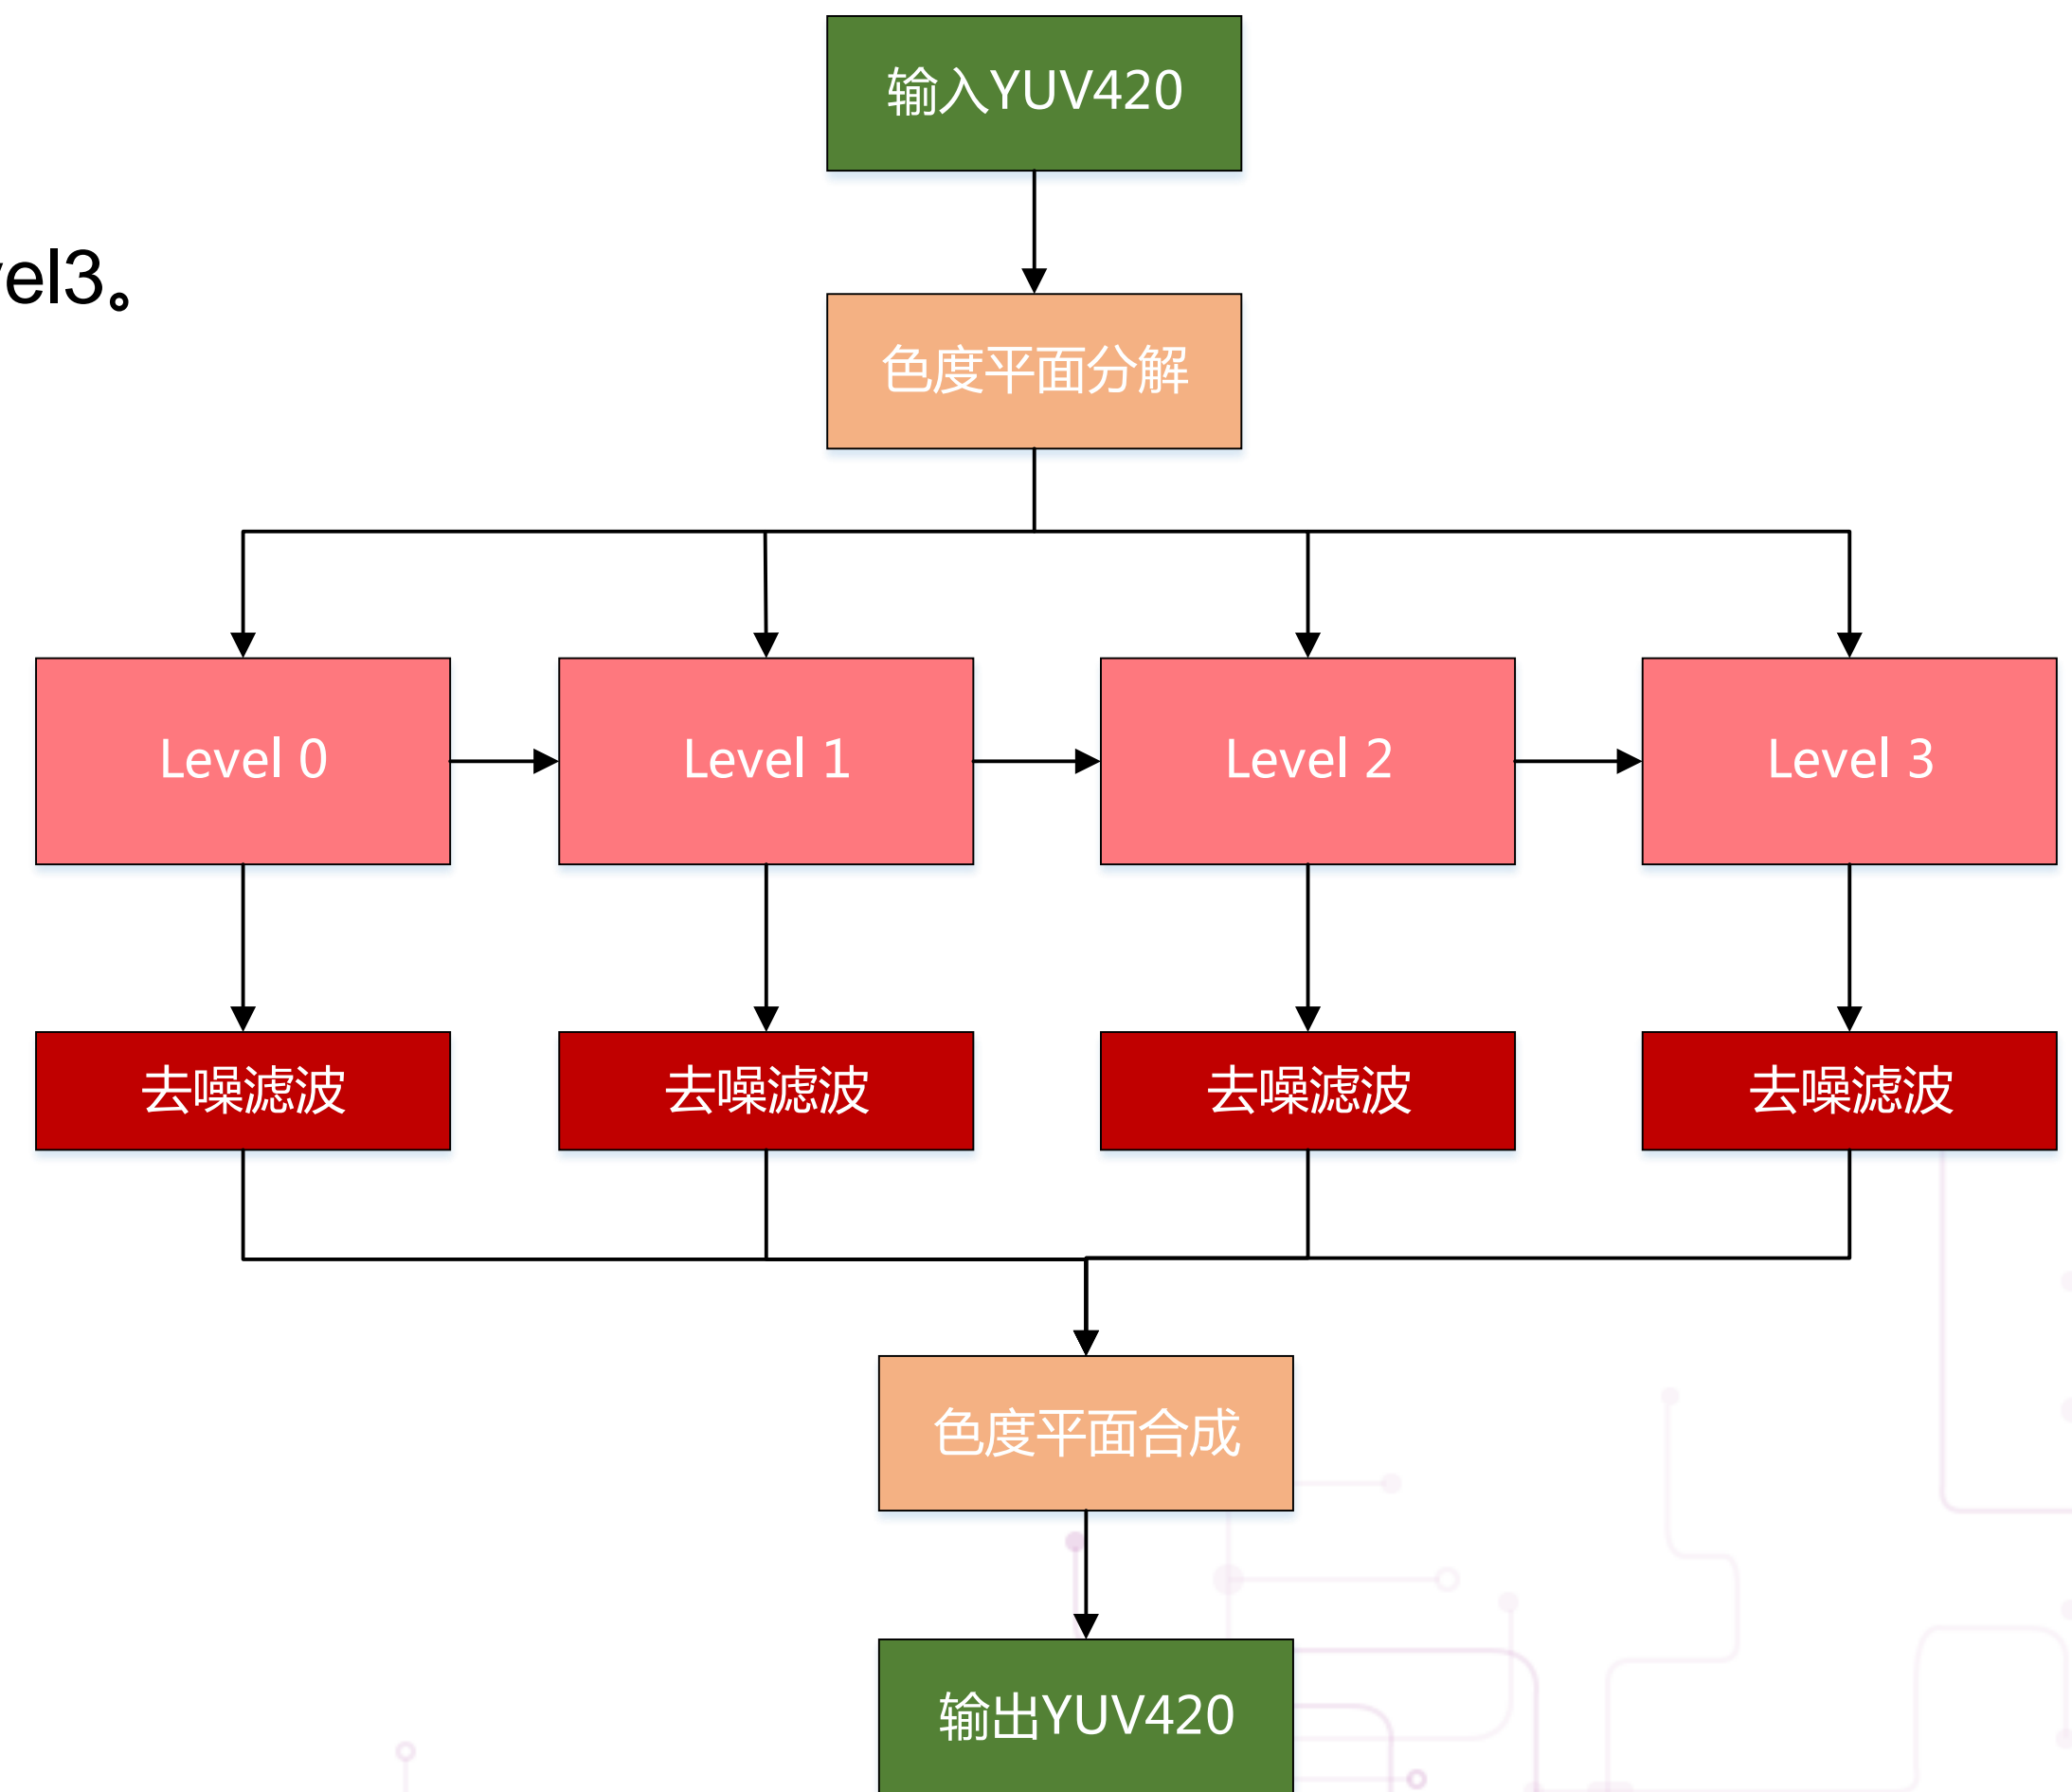 输入YUV420
vel3。
色度平面分解
Level 0
Level 1
Level 2
Level 3
去噪滤波
去噪滤波
去噪滤波
去噪滤波
色度平面合成
输出YUV420